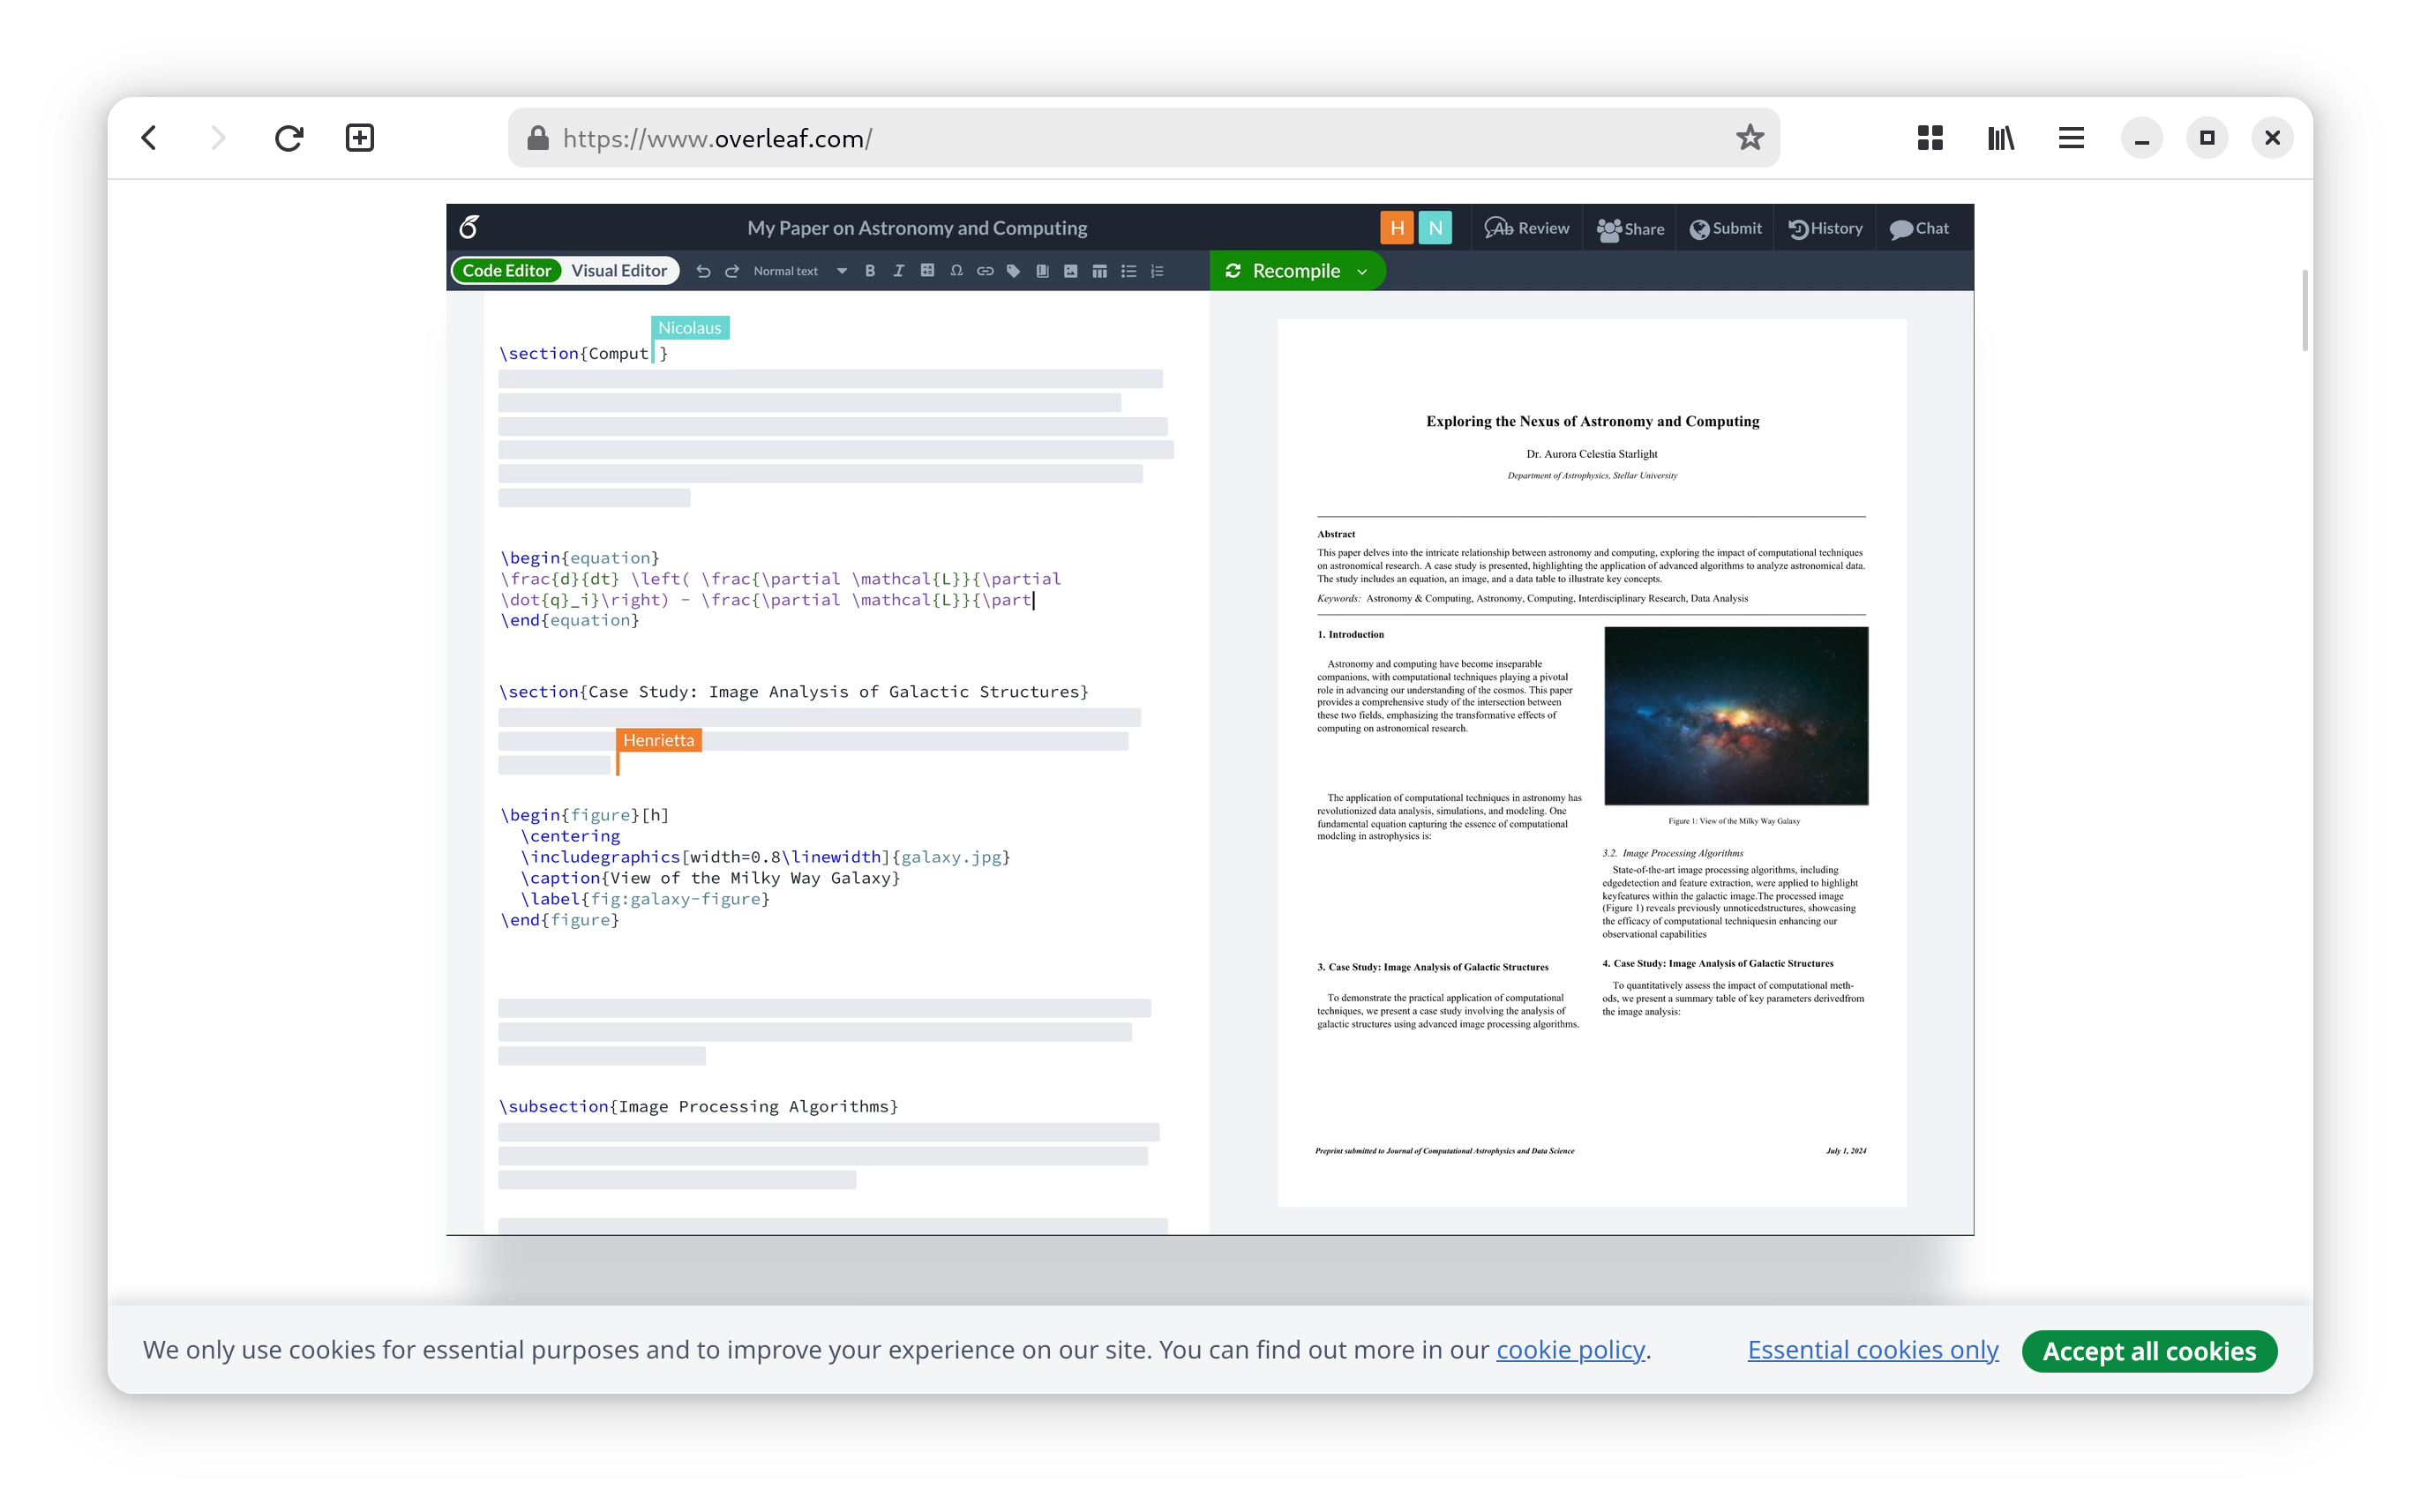 https://www.overleaf.com/
My Paper on Astronomy and Computing
H N Review Share Submit History Chat
Code Editor Visual Editor Normal text Recompile
Nicolaus
\section{Comput }
\begin{equation}
\frac{d}{dt} \left( \frac{\partial \mathcal{L}}{\partial
\dot{q}_i}\right) - \frac{\partial \mathcal{L}}{\part
\end{equation}
\section{Case Study: Image Analysis of Galactic Structures}
Henrietta
\begin{figure}[h]
\centering
\includegraphics[width=0.8\linewidth]{galaxy.jpg}
\caption{View of the Milky Way Galaxy}
\label{fig:galaxy-figure}
\end{figure}
\subsection{Image Processing Algorithms}
Exploring the Nexus of Astronomy and Computing
Dr. Aurora Celestia Starlight
Department of Astrophysics, Stellar University
Abstract
This paper delves into the intricate relationship between astronomy and computing, exploring the impact of computational techniques
on astronomical research. A case study is presented, highlighting the application of advanced algorithms to analyze astronomical data.
The study includes an equation, an image, and a data table to illustrate key concepts.
Keywords: Astronomy & Computing, Astronomy, Computing, Interdisciplinary Research, Data Analysis
1. Introduction
Astronomy and computing have become inseparable
companions, with computational techniques playing a pivotal
role in advancing our understanding of the cosmos. This paper
provides a comprehensive study of the intersection between
these two fields, emphasizing the transformative effects of
computing on astronomical research.
The application of computational techniques in astronomy has
revolutionized data analysis, simulations, and modeling. One
fundamental equation capturing the essence of computational
modeling in astrophysics is:
3. Case Study: Image Analysis of Galactic Structures
To demonstrate the practical application of computational
techniques, we present a case study involving the analysis of
galactic structures using advanced image processing algorithms.
Figure 1: View of the Milky Way Galaxy
3.2. Image Processing Algorithms
State-of-the-art image processing algorithms, including
edgedetection and feature extraction, were applied to highlight
keyfeatures within the galactic image.The processed image
(Figure 1) reveals previously unnoticedstructures, showcasing
the efficacy of computational techniquesin enhancing our
observational capabilities
4. Case Study: Image Analysis of Galactic Structures
To quantitatively assess the impact of computational meth-
ods, we present a summary table of key parameters derivedfrom
the image analysis:
Preprint submitted to Journal of Computational Astrophysics and Data Science
July 1, 2024
We only use cookies for essential purposes and to improve your experience on our site. You can find out more in our cookie policy.
Essential cookies only
Accept all cookies